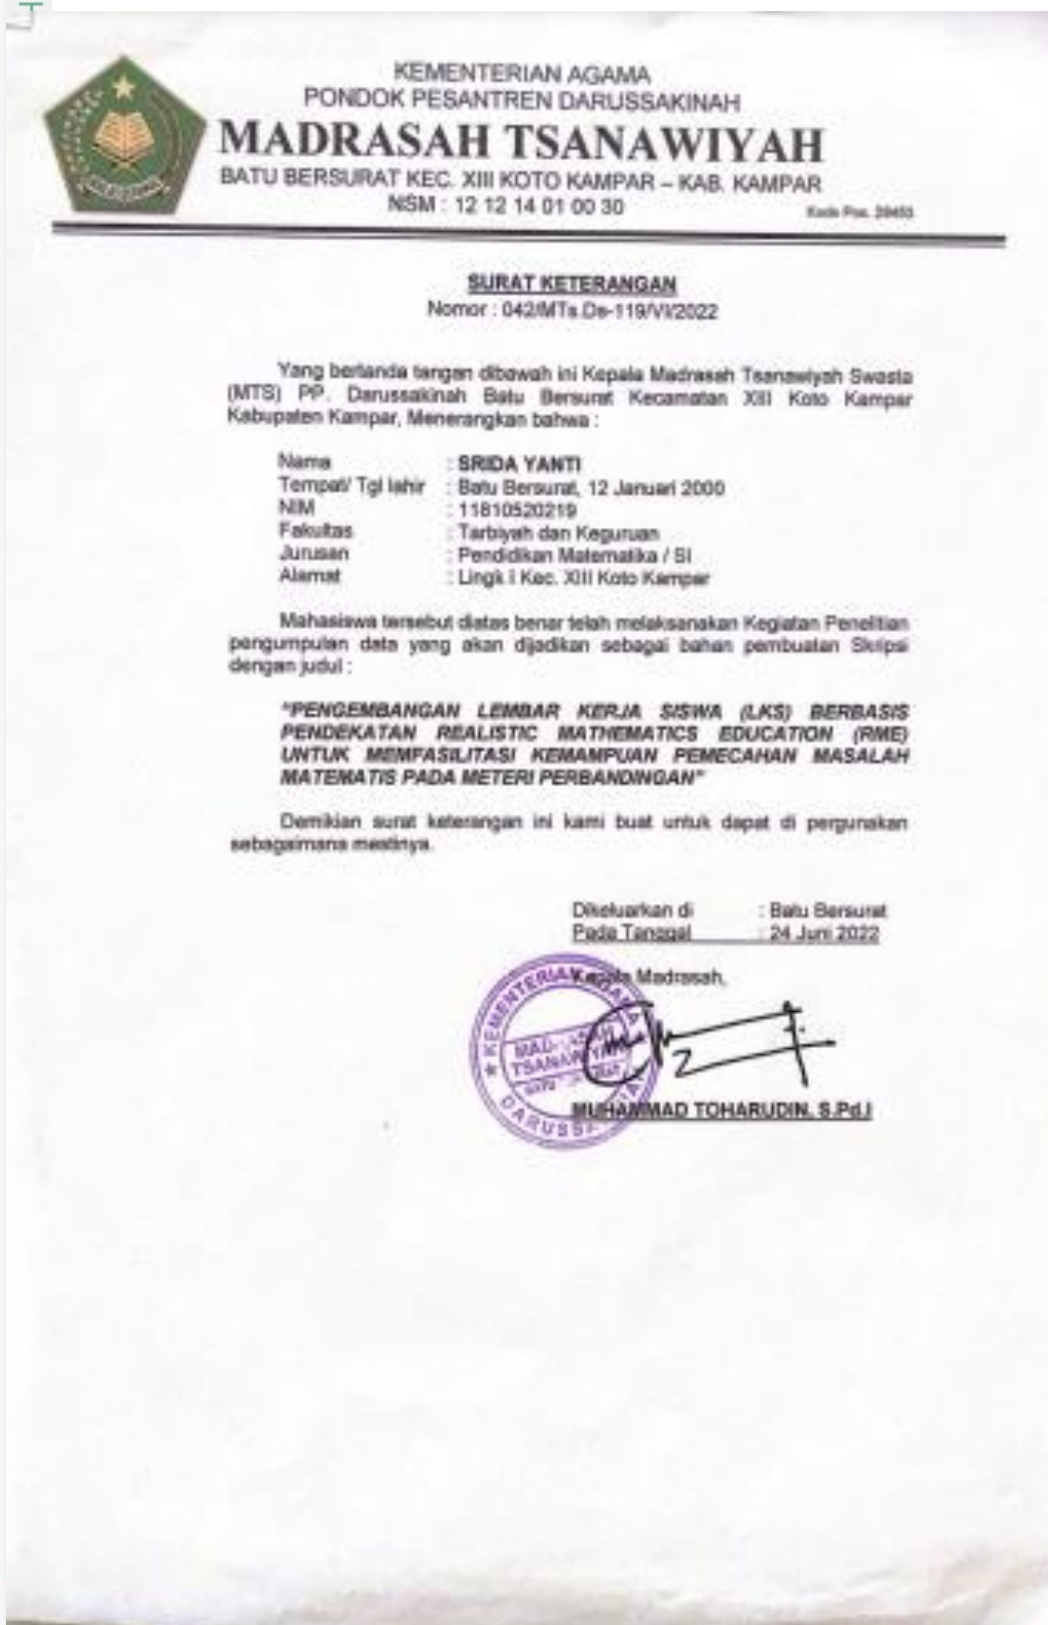 KEMENTERIAN AGAMA
PONDOK PESANTREN DARUSSAKINAH
MADRASAH TSANAWIYAH
BATU BERSURAT KEC. XIII KOTO KAMPAR – KAB. KAMPAR
NSM : 12 12 14 01 00 30
Kode Pos. 28453
SURAT KETERANGAN
Nomor : 042/MTs.Ds-119/VI/2022
Yang bertanda tangan dibawah ini Kepala Madrasah Tsanawiyah Swasta
(MTS) PP. Darussakinah Batu Bersurat Kecamatan XIII Koto Kampar
Kabupaten Kampar, Menerangkan bahwa :
Nama : SRIDA YANTI
Tempat/ Tgl lahir : Batu Bersurat, 12 Januari 2000
NIM : 11810520219
Fakultas : Tarbiyah dan Keguruan
Jurusan : Pendidikan Matematika / SI
Alamat : Lingk I Kec. XIII Koto Kampar
Mahasiswa tersebut diatas benar telah melaksanakan Kegiatan Penelitian
pengumpulan data yang akan dijadikan sebagai bahan pembuatan Skripsi
dengan judul :
"PENGEMBANGAN LEMBAR KERJA SISWA (LKS) BERBASIS
PENDEKATAN REALISTIC MATHEMATICS EDUCATION (RME)
UNTUK MEMFASILITASI KEMAMPUAN PEMECAHAN MASALAH
MATEMATIS PADA METERI PERBANDINGAN"
Demikian surat keterangan ini kami buat untuk dapat di pergunakan
sebagaimana mestinya.
Dikeluarkan di : Batu Bersurat
Pada Tanggal : 24 Juni 2022
Kepala Madrasah,
KEMENTERIAN AGAMA
TSANAWIYAH
MUHAMMAD TOHARUDIN, S.Pd.I